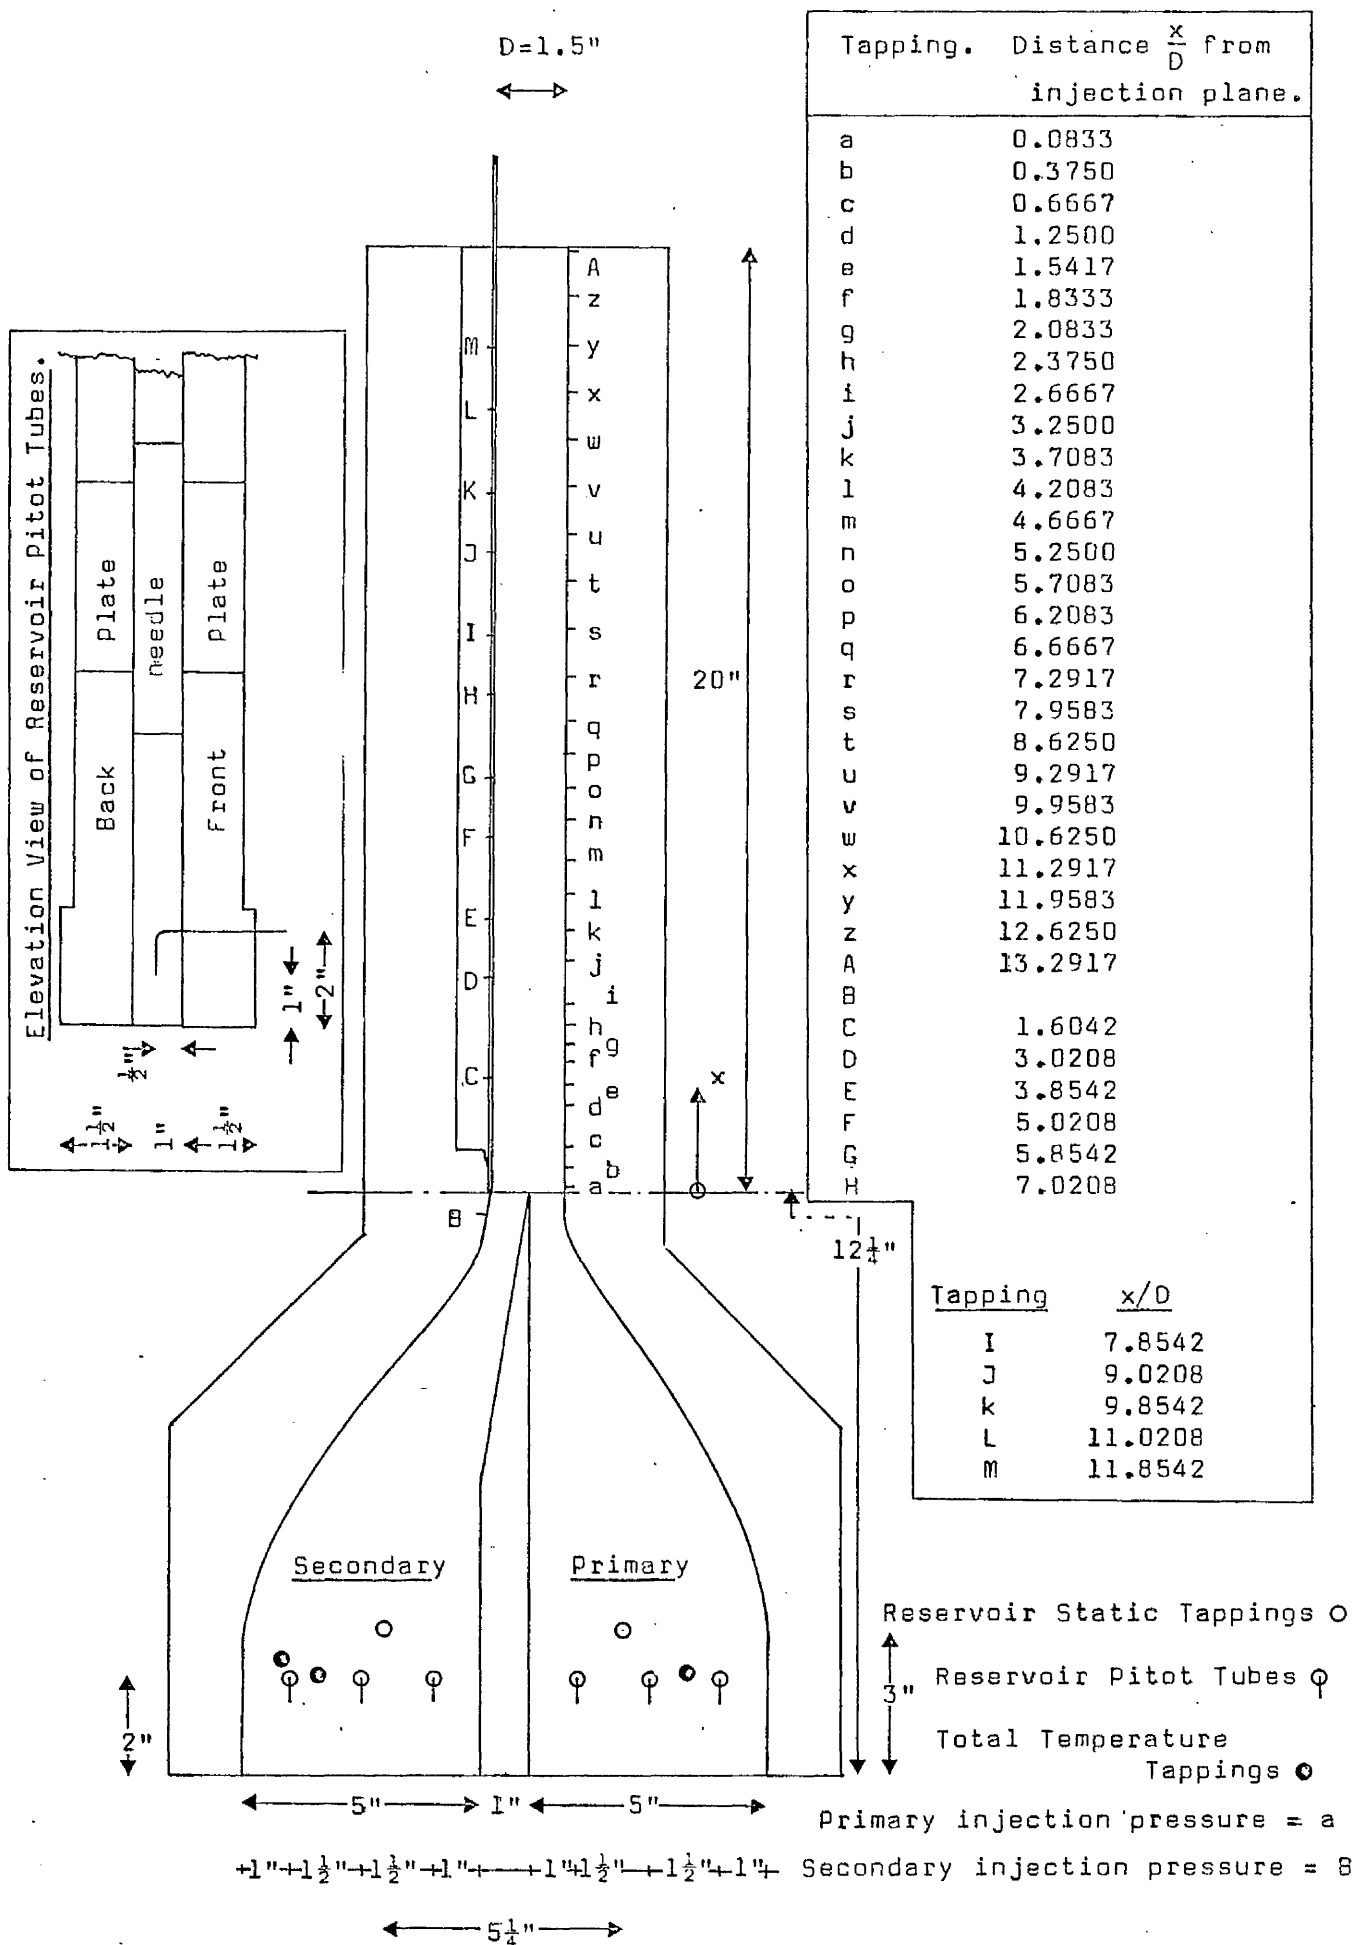 D=1.5"
Tapping. Distance x/D from
injection plane.
a 0.0833
b 0.3750
c 0.6667
d 1.2500
e 1.5417
f 1.8333
g 2.0833
h 2.3750
i 2.6667
j 3.2500
k 3.7083
l 4.2083
m 4.6667
n 5.2500
o 5.7083
p 6.2083
q 6.6667
r 7.2917
s 7.9583
t 8.6250
u 9.2917
v 9.9583
w 10.6250
x 11.2917
y 11.9583
z 12.6250
A 13.2917
B
C 1.6042
D 3.0208
E 3.8542
F 5.0208
G 5.8542
H 7.0208
Tapping x/D
I 7.8542
J 9.0208
k 9.8542
L 11.0208
M 11.8542
Elevation View of Reservoir Pitot Tubes.
Back Plate
needle
Front Plate
1"
2"
½"
1½"
1"
1½"
M
L
K
J
I
H
G
F
E
D
C
B
A
z
y
x
w
v
u
t
s
r
q
p
o
n
m
l
k
j
i
h
g
f
e
d
c
b
a
20"
x
12¼"
Secondary
Primary
2"
3"
Reservoir Static Tappings
Reservoir Pitot Tubes
Total Temperature
Tappings
5" 1" 5"
Primary injection pressure = a
1" 1½" 1½" 1" 1" 1½" 1½" 1"
Secondary injection pressure = B
5¼"